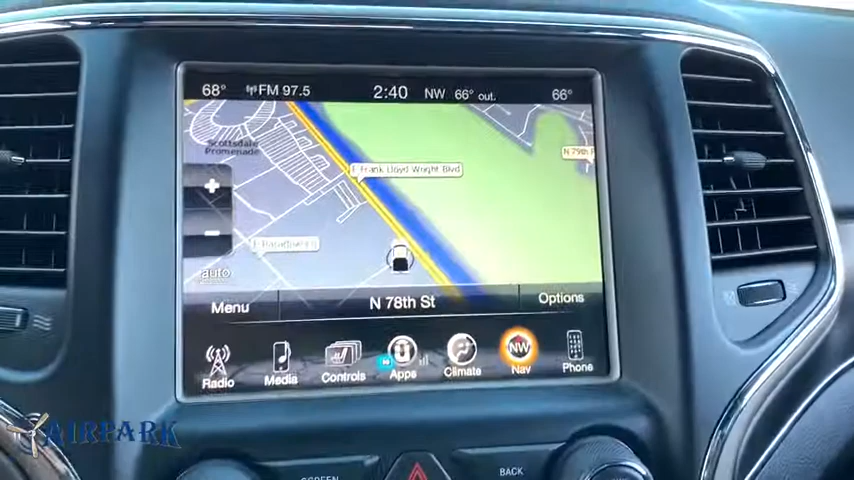 68° FM 97.5 2:40 NW 66° out. 66°
Scottsdale
Promenade
N 79th
E Frank Lloyd Wright Blvd
+
-
auto
Menu N 78th St Options
NW
Radio Media Controls Apps Climate Nav Phone
AIRPARK
SCREEN BACK